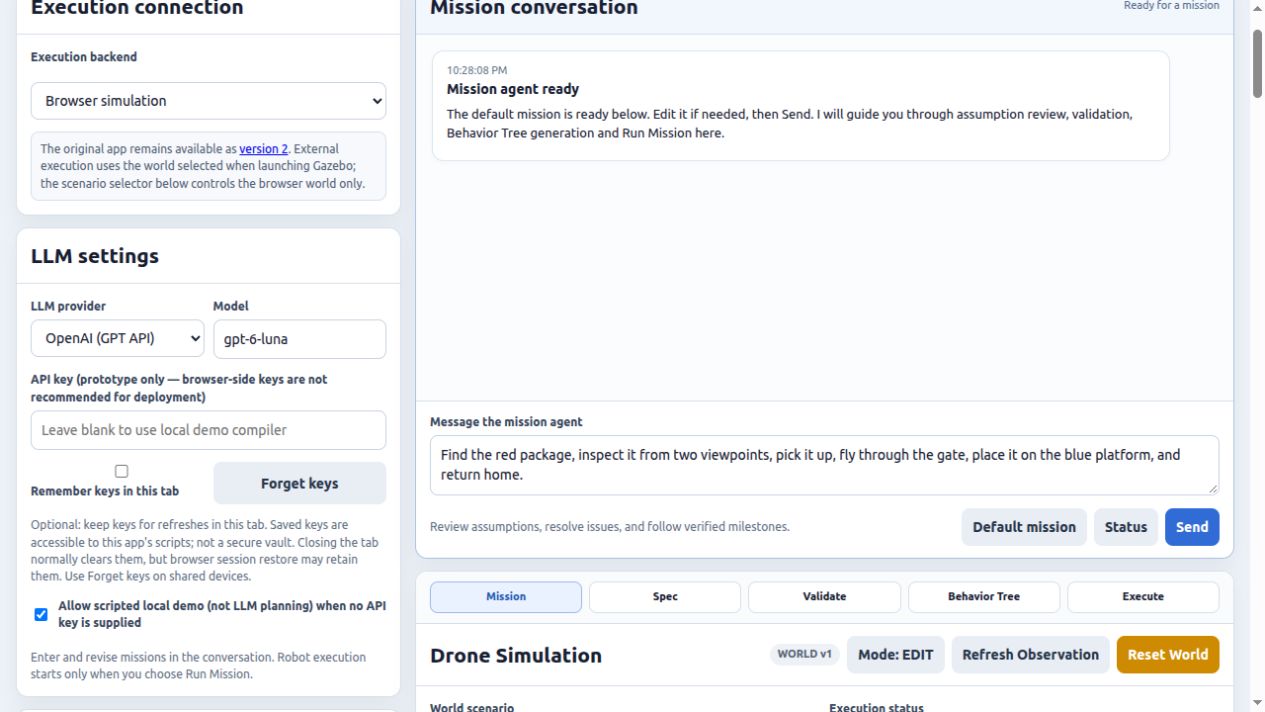 Execution connection
Execution backend
Browser simulation
The original app remains available as version 2. External
execution uses the world selected when launching Gazebo;
the scenario selector below controls the browser world only.
LLM settings
LLM provider
Model
OpenAI (GPT API)
gpt-6-luna
API key (prototype only — browser-side keys are not
recommended for deployment)
Leave blank to use local demo compiler
Remember keys in this tab
Forget keys
Optional: keep keys for refreshes in this tab. Saved keys are
accessible to this app's scripts; not a secure vault. Closing the tab
normally clears them, but browser session restore may retain
them. Use Forget keys on shared devices.
Allow scripted local demo (not LLM planning) when no API
key is supplied
Enter and revise missions in the conversation. Robot execution
starts only when you choose Run Mission.
Mission conversation
Ready for a mission
10:28:08 PM
Mission agent ready
The default mission is ready below. Edit it if needed, then Send. I will guide you through assumption review, validation,
Behavior Tree generation and Run Mission here.
Message the mission agent
Find the red package, inspect it from two viewpoints, pick it up, fly through the gate, place it on the blue platform, and
return home.
Review assumptions, resolve issues, and follow verified milestones.
Default mission
Status
Send
Mission
Spec
Validate
Behavior Tree
Execute
Drone Simulation
WORLD v1
Mode: EDIT
Refresh Observation
Reset World
World scenario
Execution status